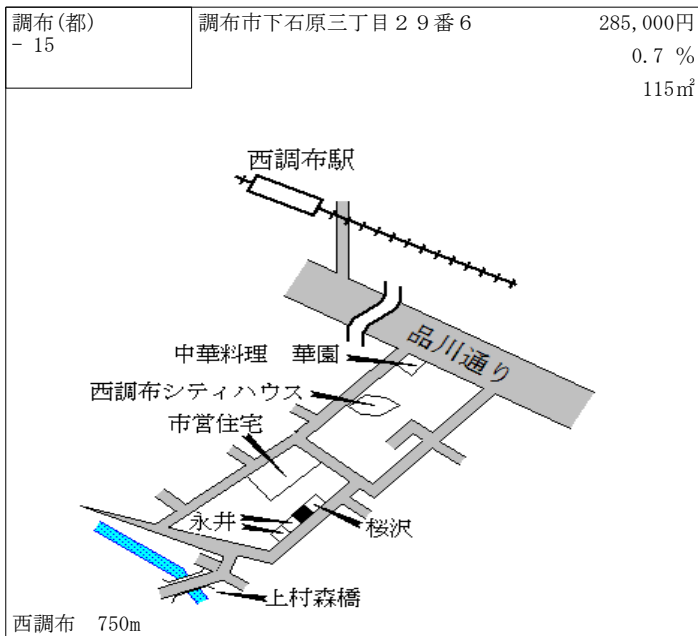 調布(都)
- 15
調布市下石原三丁目２９番６
285,000円
0.7 %
115㎡
西調布駅
品川通り
中華料理　華園
西調布シティハウス
市営住宅
永井
桜沢
上村森橋
西調布　750m